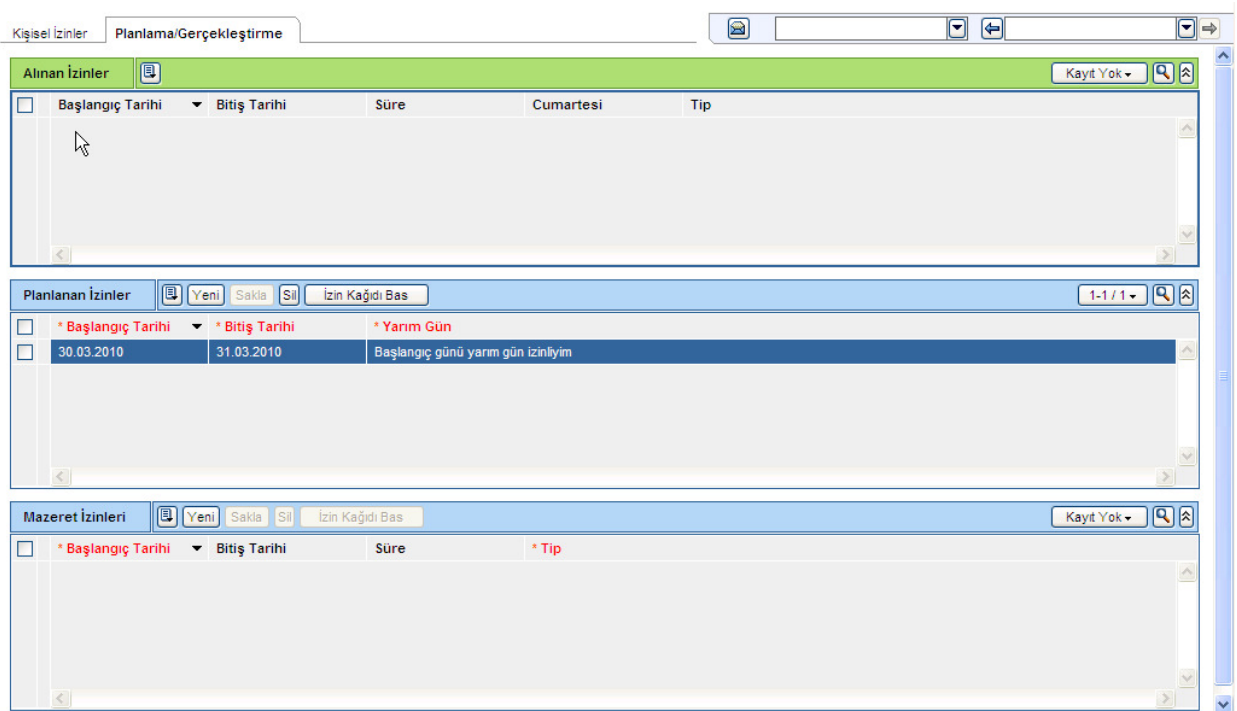 Kişisel İzinler Planlama/Gerçekleştirme
Alınan İzinler Kayıt Yok
Başlangıç Tarihi Bitiş Tarihi Süre Cumartesi Tip
Planlanan İzinler Yeni Sakla Sil İzin Kağıdı Bas 1-1 / 1
* Başlangıç Tarihi * Bitiş Tarihi * Yarım Gün
30.03.2010 31.03.2010 Başlangıç günü yarım gün izinliyim
Mazeret İzinleri Yeni Sakla Sil İzin Kağıdı Bas Kayıt Yok
* Başlangıç Tarihi Bitiş Tarihi Süre * Tip